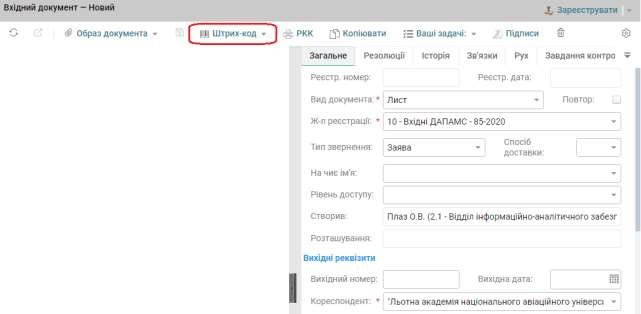 Вхідний документ — Новий
Зареєструвати
Образ документа Штрих-код РКК Копіювати Ваші задачі: Підписи
Загальне Резолюції Історія Зв'язки Рух Завдання контро
Реєстр. номер: Реєстр. дата:
Вид документа: * Лист Повтор:
Ж-л реєстрації: * 10 - Вхідні ДАПАМС - 85-2020
Тип звернення: Заява Спосіб доставки:
На чиє ім'я:
Рівень доступу:
Створив: Плаз О.В. (2.1 - Відділ інформаційно-аналітичного забезг
Розташування:
Вихідні реквізити
Вихідний номер: Вихідна дата:
Кореспондент: * "Льотна академія національного авіаційного універсі